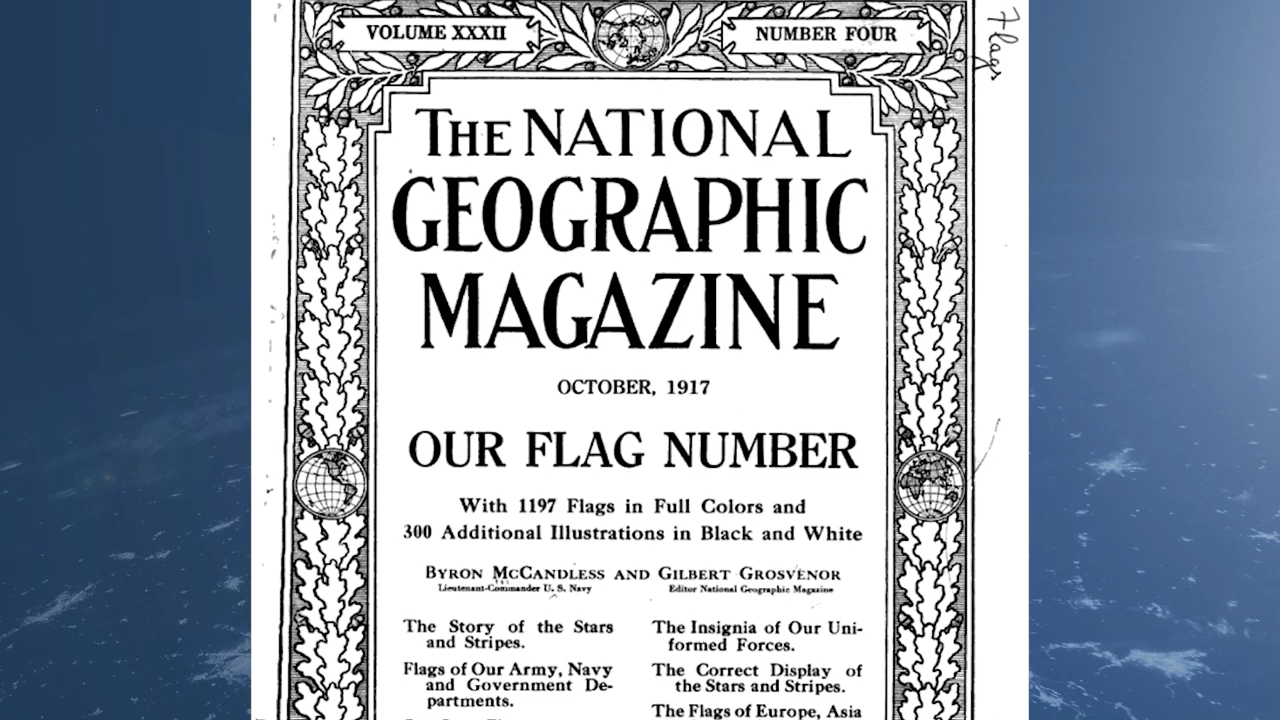 VOLUME XXXII
NUMBER FOUR
Flags
THE NATIONAL
GEOGRAPHIC
MAGAZINE
OCTOBER, 1917
OUR FLAG NUMBER
With 1197 Flags in Full Colors and
300 Additional Illustrations in Black and White
BYRON MCCANDLESS AND GILBERT GROSVENOR
Lieutenant-Commander U. S. Navy
Editor National Geographic Magazine
The Story of the Stars
and Stripes.
Flags of Our Army, Navy
and Government De-
partments.
The Insignia of Our Uni-
formed Forces.
The Correct Display of
the Stars and Stripes.
The Flags of Europe, Asia